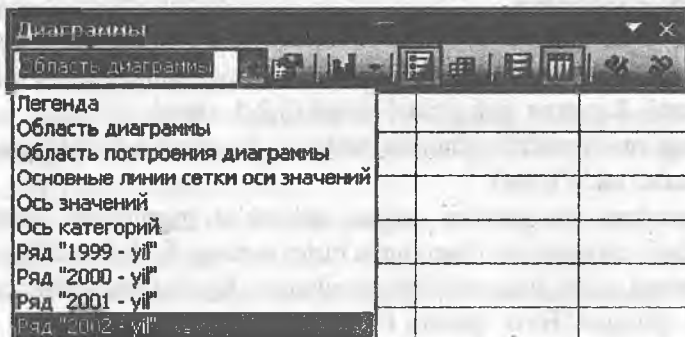 Диаграммы
Область диаграммы
Легенда
Область диаграммы
Область построения диаграммы
Основные линии сетки оси значений
Ось значений
Ось категорий
Ряд "1999 - yil"
Ряд "2000 - yil"
Ряд "2001 - yil"
Ряд "2002 - yil"